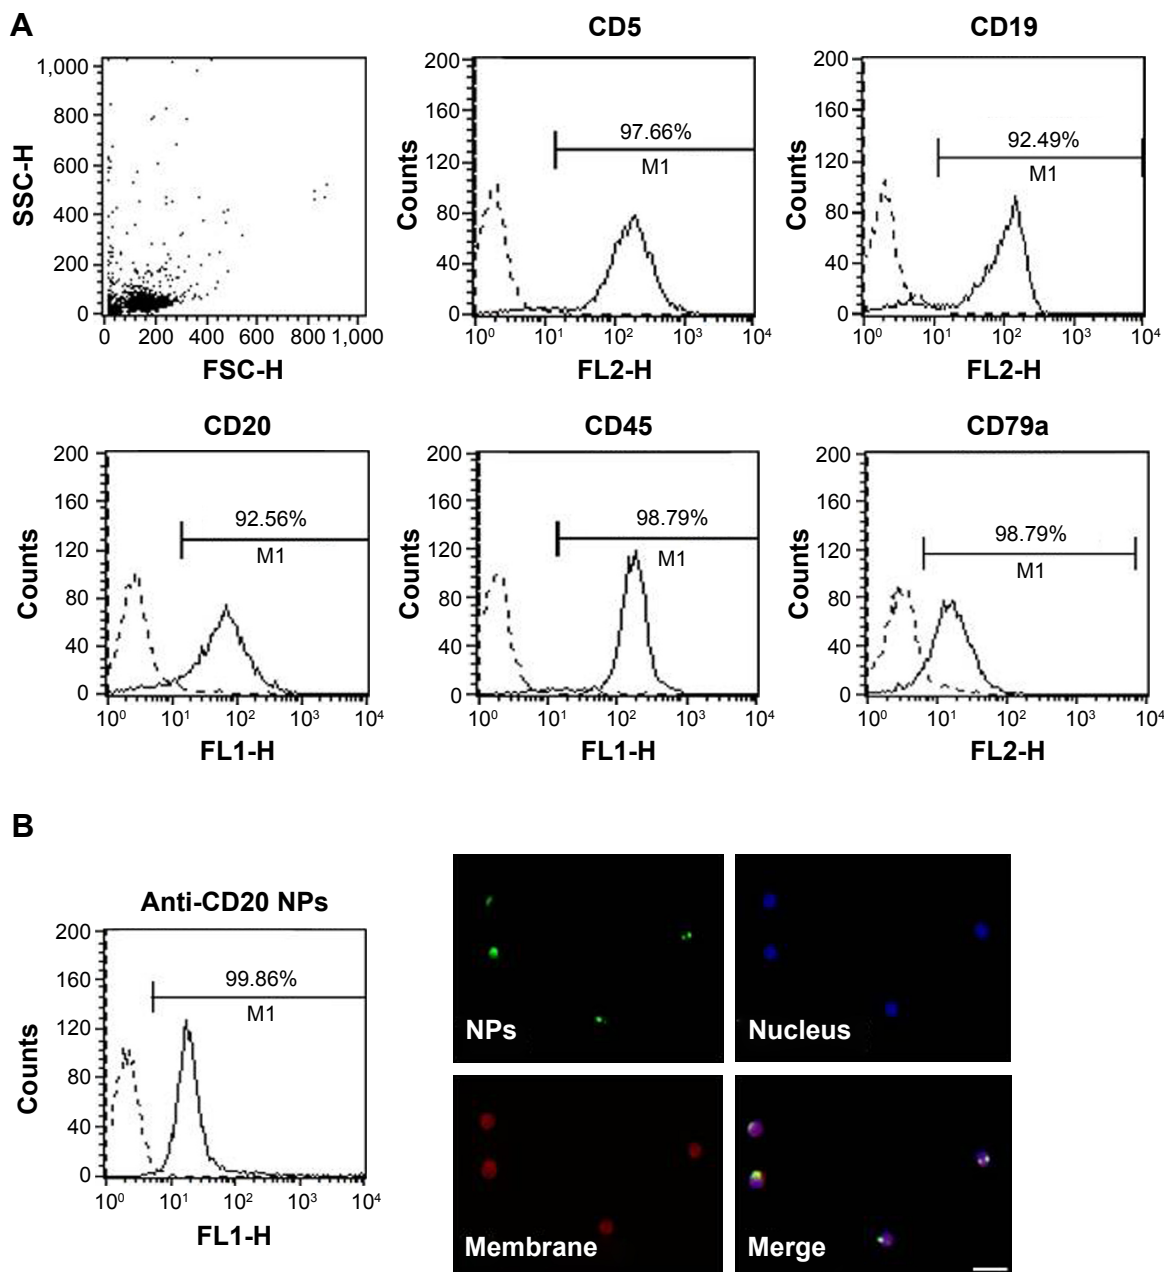 A
CD5
CD19
1,000
800
600
400
200
0
SSC-H
0 200 400 600 800 1,000
FSC-H
200
160
120
80
40
0
Counts
97.66%
M1
10⁰ 10¹ 10² 10³ 10⁴
FL2-H
200
160
120
80
40
0
Counts
92.49%
M1
10⁰ 10¹ 10² 10³ 10⁴
FL2-H
CD20
CD45
CD79a
200
160
120
80
40
0
Counts
92.56%
M1
10⁰ 10¹ 10² 10³ 10⁴
FL1-H
200
160
120
80
40
0
Counts
98.79%
M1
10⁰ 10¹ 10² 10³ 10⁴
FL1-H
200
160
120
80
40
0
Counts
98.79%
M1
10⁰ 10¹ 10² 10³ 10⁴
FL2-H
B
Anti-CD20 NPs
200
160
120
80
40
0
Counts
99.86%
M1
10⁰ 10¹ 10² 10³ 10⁴
FL1-H
NPs
Nucleus
Membrane
Merge